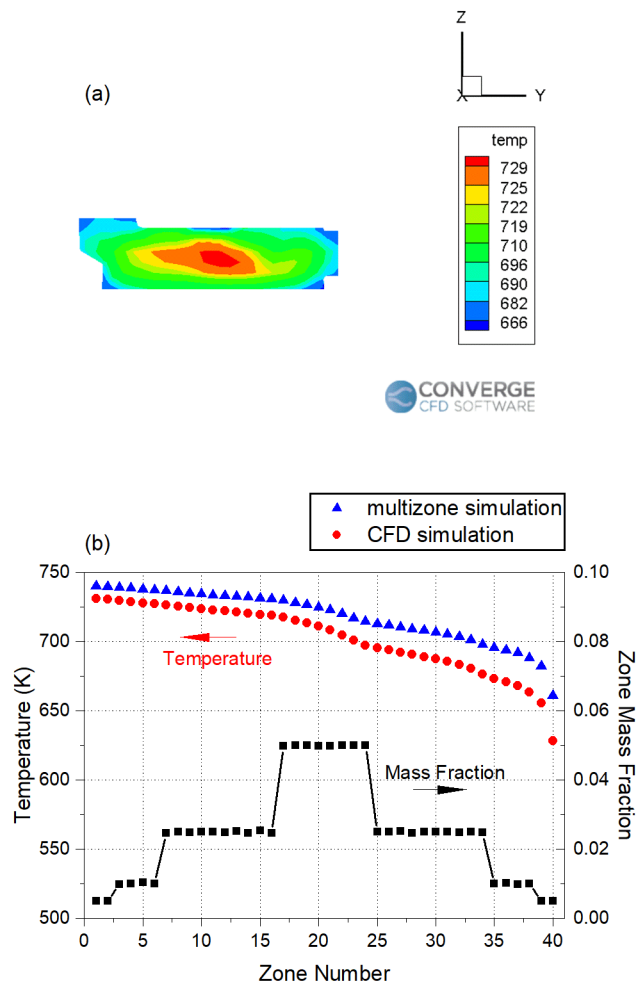 Z
(a)
X
Y
temp
729
725
722
719
710
696
690
682
666
CONVERGE
CFD SOFTWARE
multizone simulation
CFD simulation
(b)
750
700
650
600
550
500
Temperature (K)
0.10
0.08
0.06
0.04
0.02
0.00
Zone Mass
Fraction
Temperature
Mass Fraction
0 5 10 15 20 25 30 35 40
Zone Number